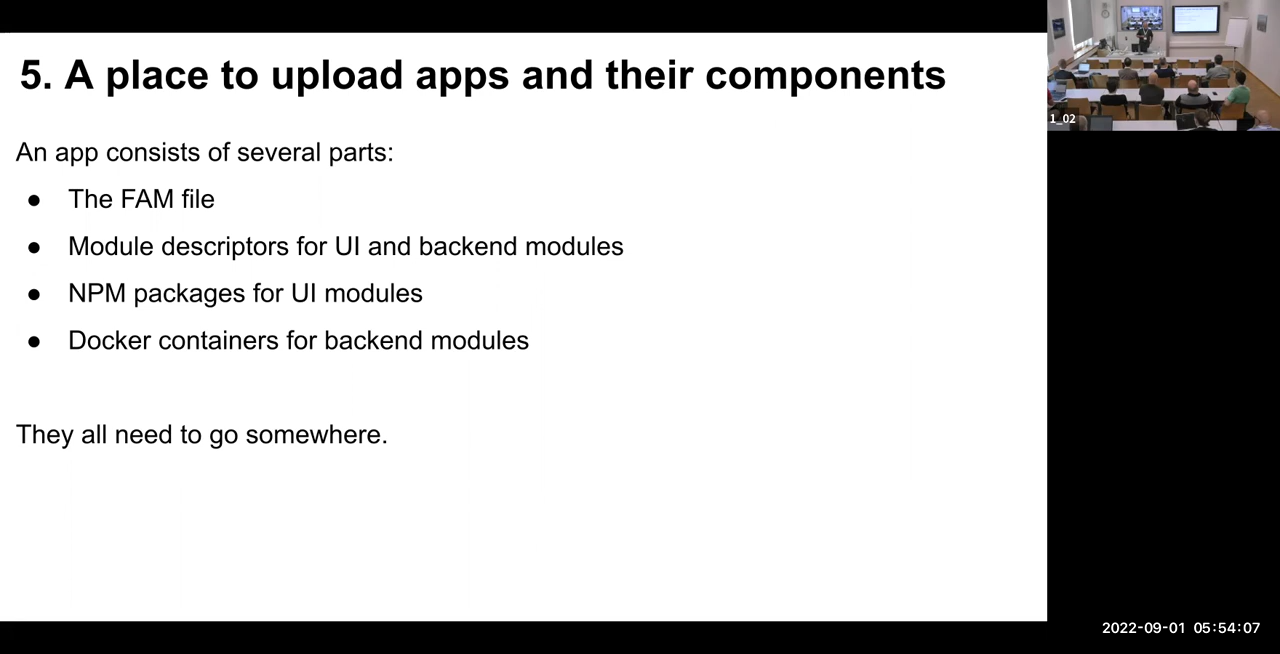 5. A place to upload apps and their components
An app consists of several parts:
● The FAM file
● Module descriptors for UI and backend modules
● NPM packages for UI modules
● Docker containers for backend modules
They all need to go somewhere.
1_02
2022-09-01 05:54:07